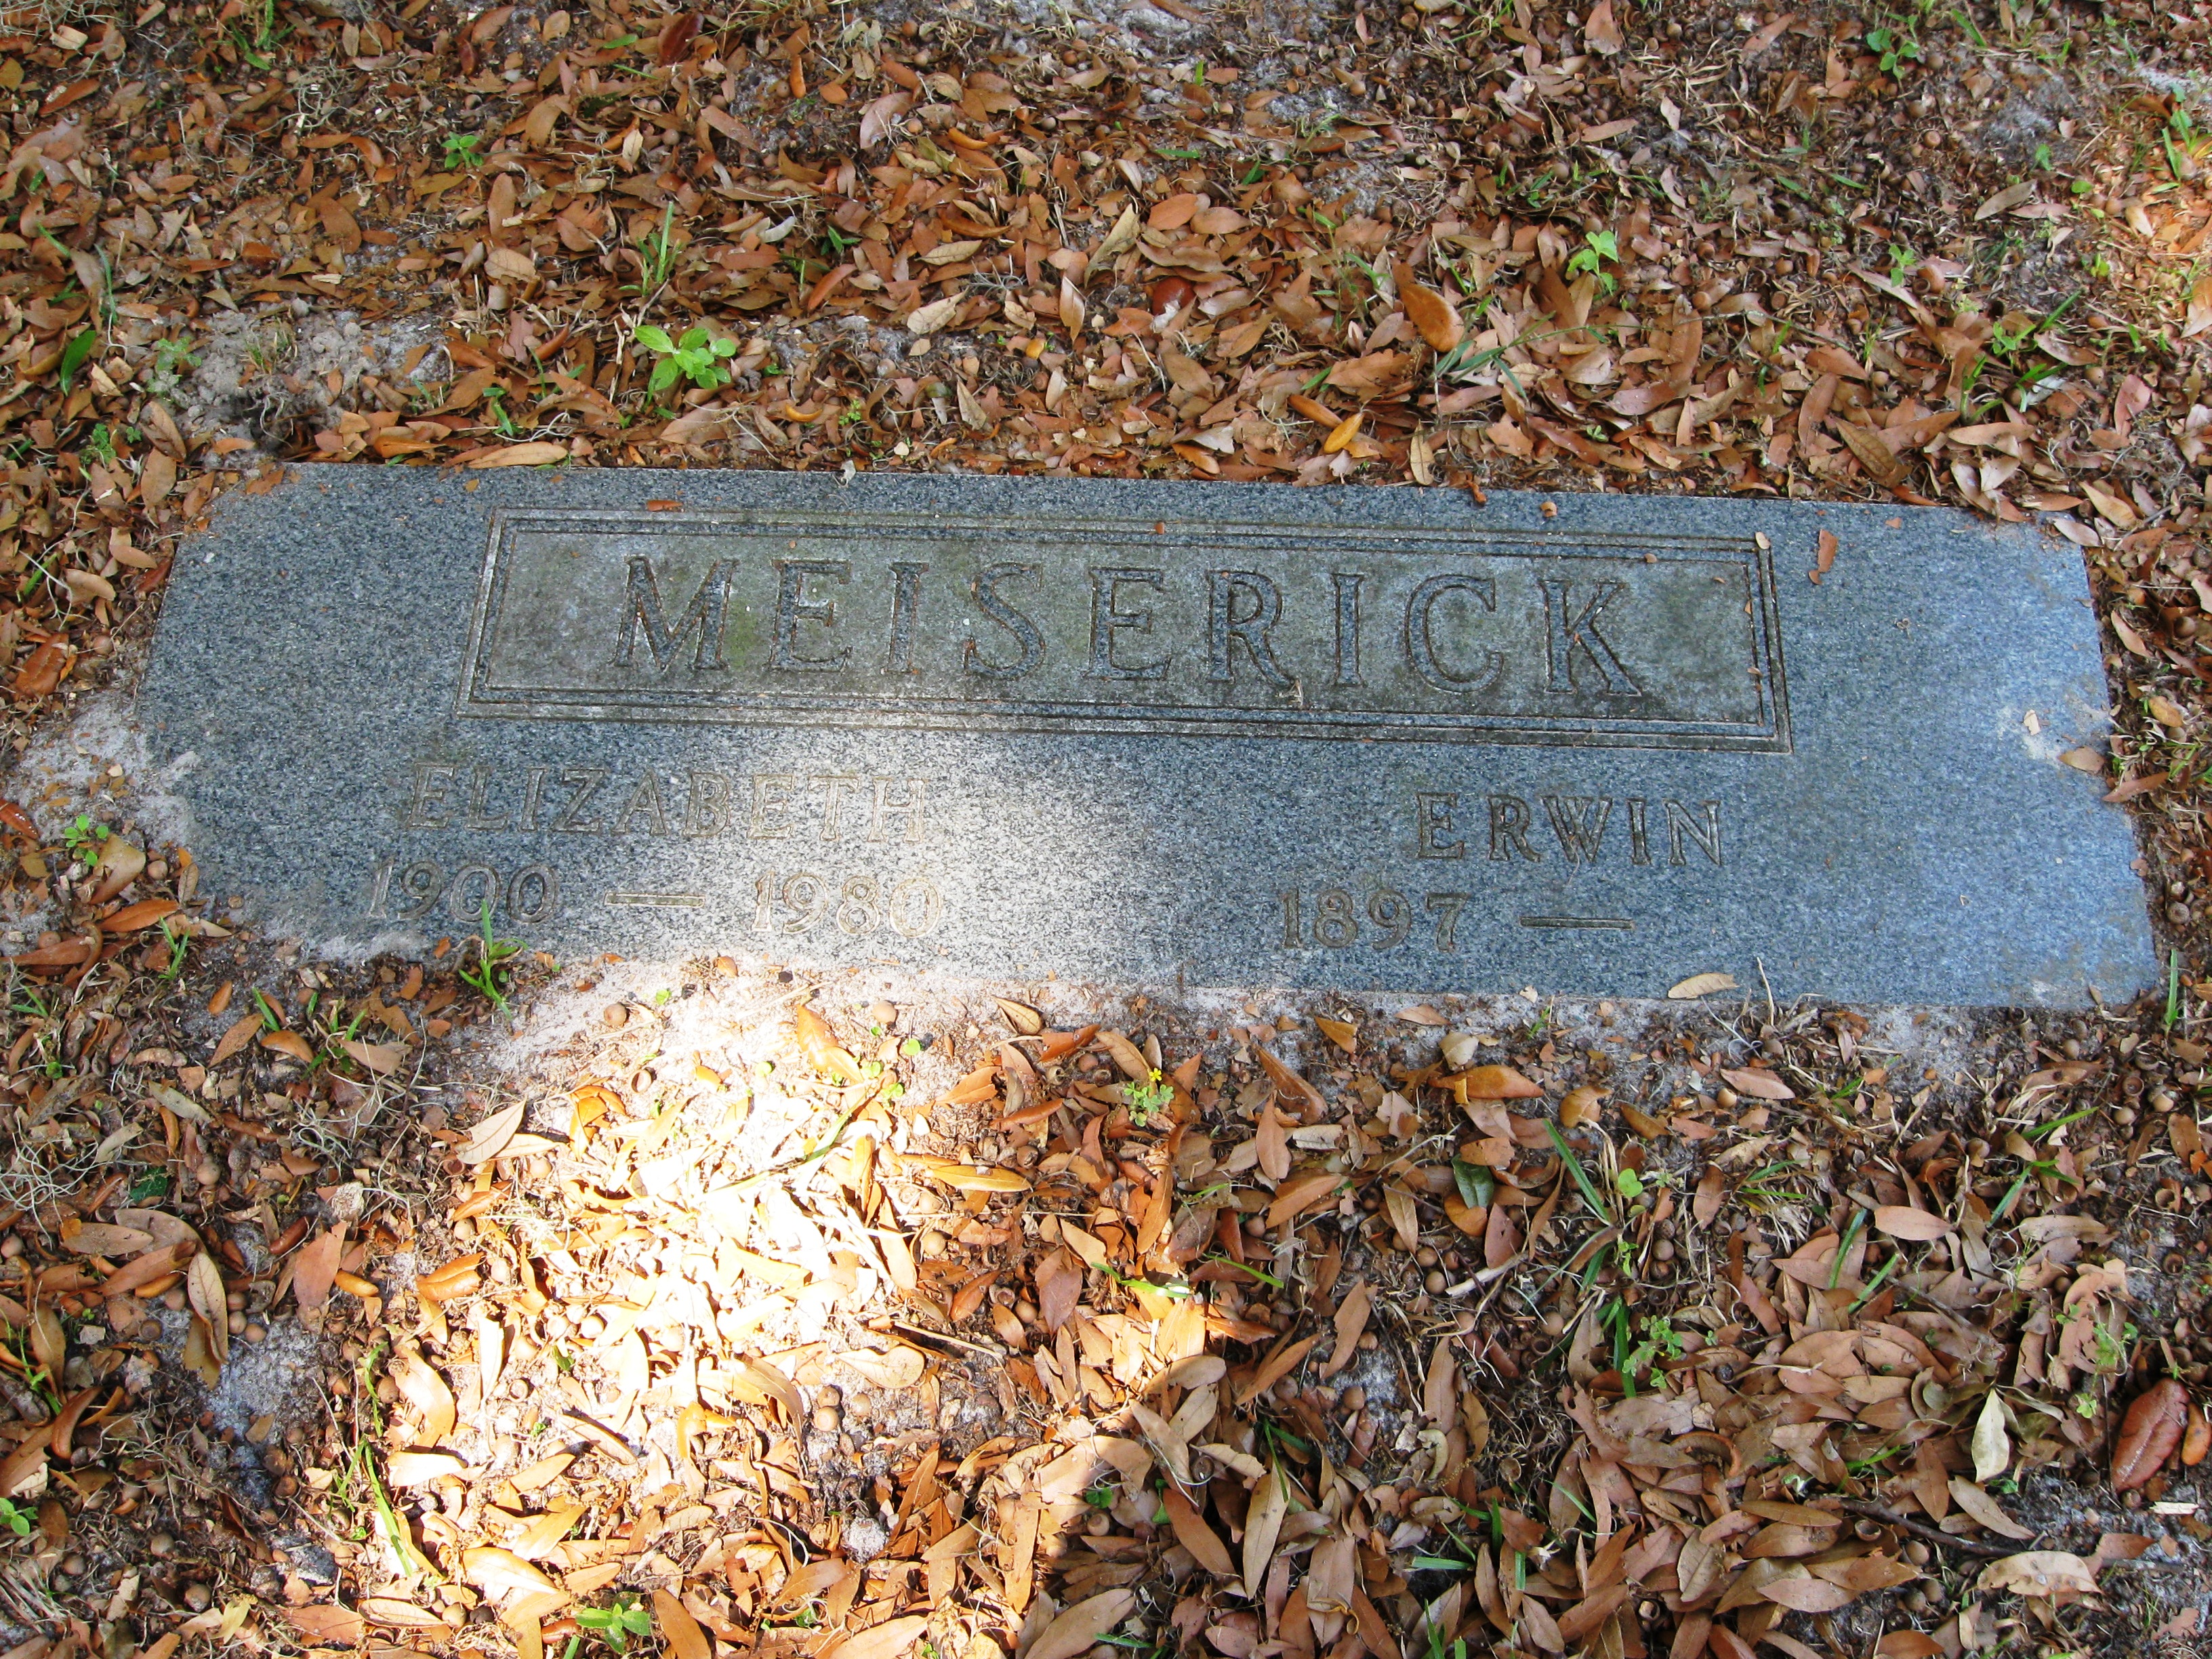 MEISERICK
ELIZABETH ERWIN
1900 — 1980 1897 —